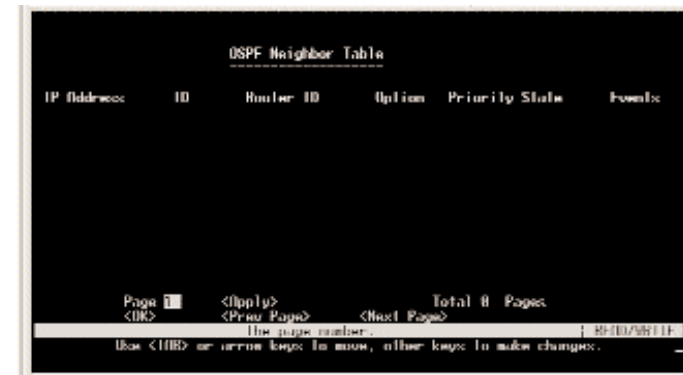 OSPF Neighbor Table
IP Address ID Router ID Option Priority State Events
Page 1 <Apply> Total 0 Pages
<OK> <Prev Page> <Next Page>
The page number. | READ/WRITE
Use <TAB> or arrow keys to move, other keys to make changes.